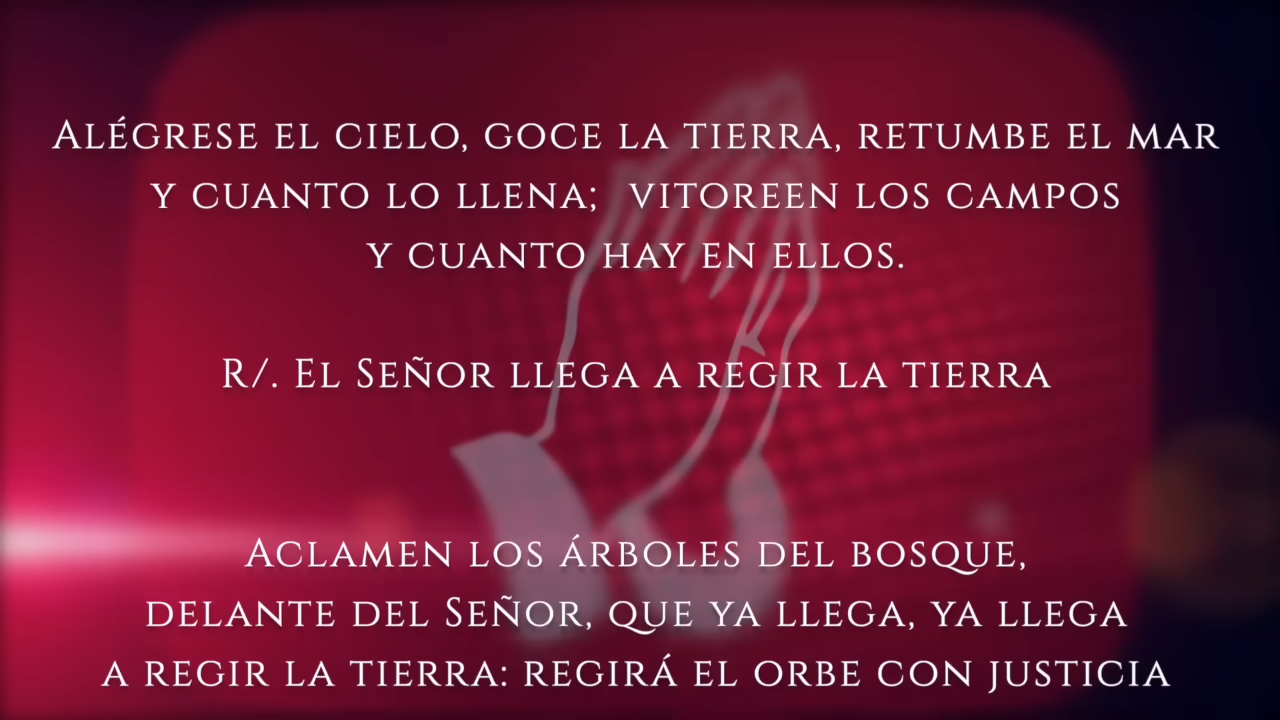 Alégrese el cielo, goce la tierra, retumbe el mar
y cuanto lo llena; vitoreen los campos
y cuanto hay en ellos.
R/. El Señor llega a regir la tierra
Aclamen los árboles del bosque,
delante del Señor, que ya llega, ya llega
a regir la tierra: regirá el orbe con justicia